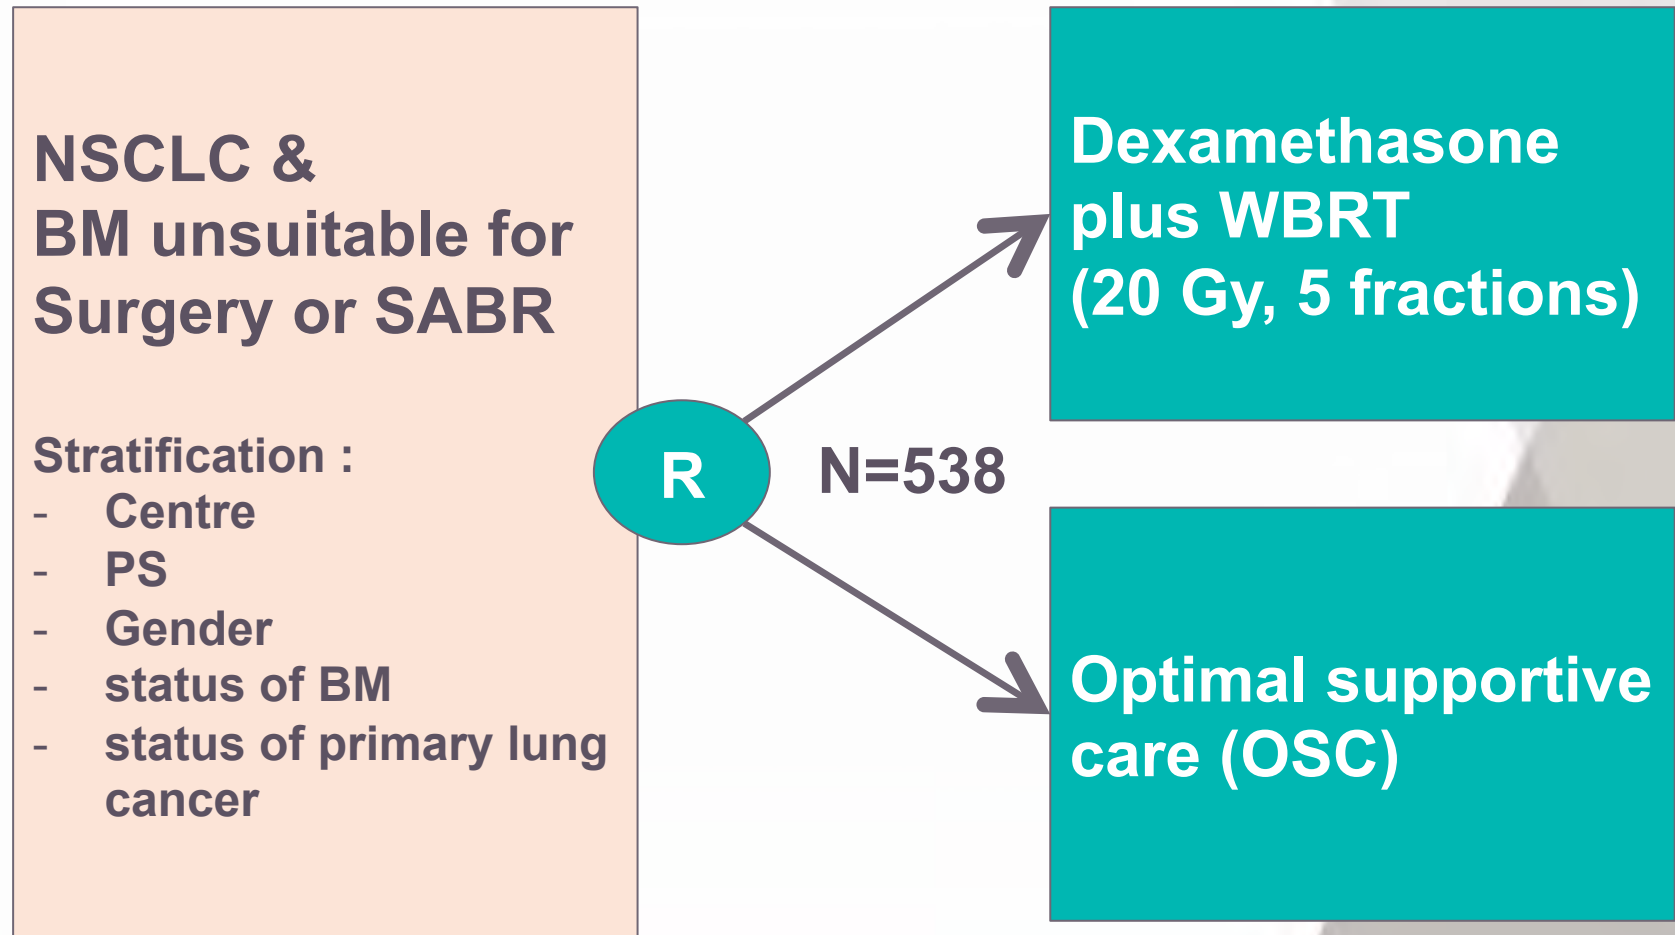 NSCLC &
BM unsuitable for
Surgery or SABR
Stratification :
- Centre
- PS
- Gender
- status of BM
- status of primary lung
cancer
R
N=538
Dexamethasone
plus WBRT
(20 Gy, 5 fractions)
Optimal supportive
care (OSC)